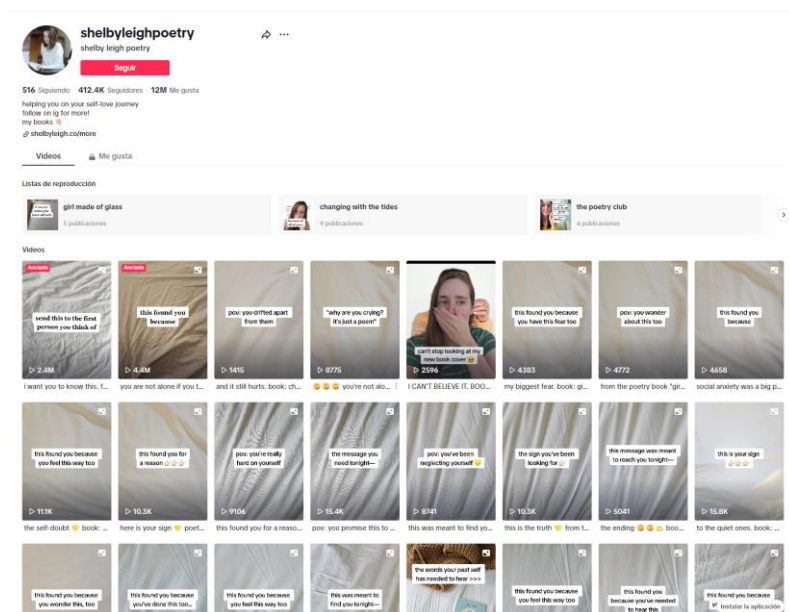 shelbyleighpoetry
shelby leigh poetry
Seguir
516 Siguiendo 412.4K Seguidores 12M Me gusta
helping you on your self-love journey
follow on ig for more!
my books
shelbyleigh.co/more
Videos Me gusta
Listas de reproducción
girl made of glass
5 publicaciones
changing with the tides
9 publicaciones
the poetry club
4 publicaciones
Videos
Anclado
send this to the first
person you think of
2.4M
i want you to know this. f...
Anclado
this found you
because
4.4M
you are not alone if you t...
pov: you drifted apart
from them
1415
and it still hurts. book: ch...
"why are you crying?
it's just a poem"
8775
you're not alo...
can't stop looking at my
new book cover
2596
I CAN'T BELIEVE IT. BOO...
this found you because
you have this fear too
4383
my biggest fear. book: gi...
pov: you wonder
about this too
4772
from the poetry book "gir...
this found you
because
4658
social anxiety was a big p...
this found you because
you feel this way too
11.1K
the self-doubt book: ...
this found you for
a reason
10.3K
here is your sign poet...
pov: you're really
hard on yourself
9106
this found you for a reaso...
the message you
need tonight—
15.4K
pov: you promise this to ...
pov: you've been
neglecting yourself
8741
this was meant to find yo...
the sign you've been
looking for
10.3K
this is the truth from t...
this message was meant
to reach you tonight—
5041
the ending boo...
this is your sign
15.8K
to the quiet ones. book: ...
this found you because
you wonder this, too
this found you because
you've done this too...
this found you because
you feel this way too
this was meant to
find you tonight—
the words your past self
has needed to hear >>>
this found you because
you feel this way too
this found you
because you've needed
to hear this
this found you because
Instalar la aplicación